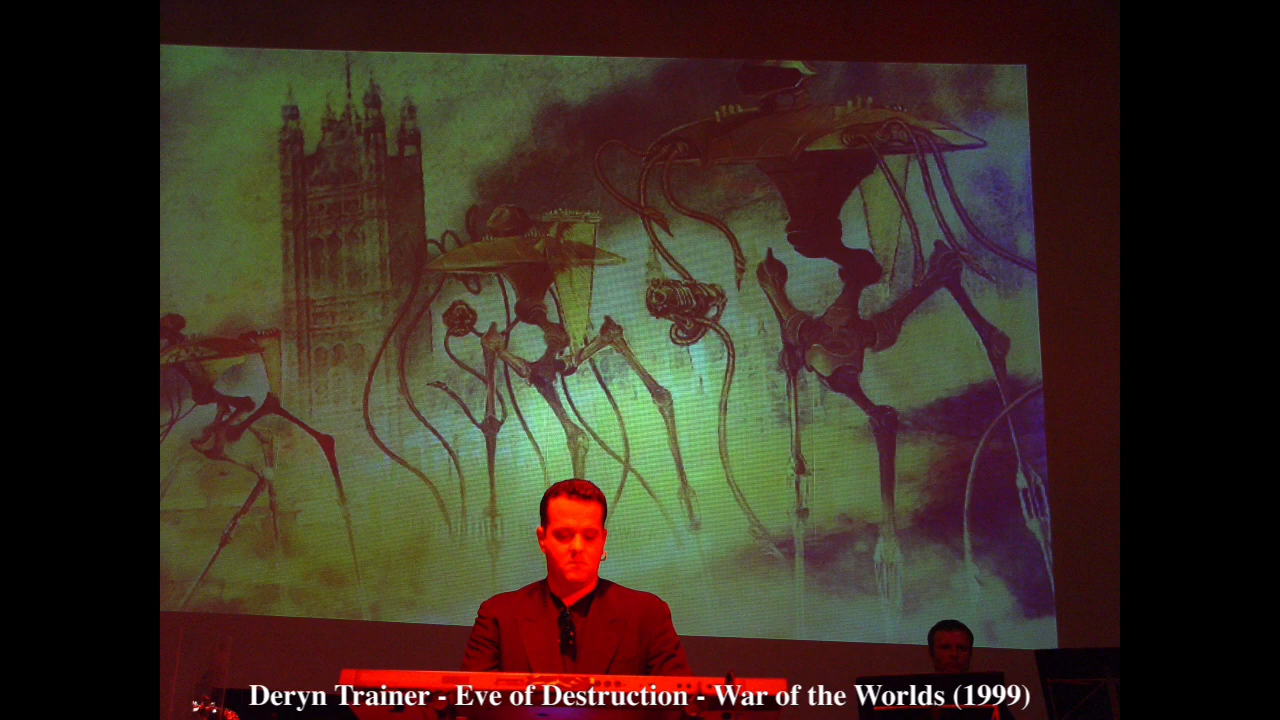 Deryn Trainer - Eve of Destruction - War of the Worlds (1999)